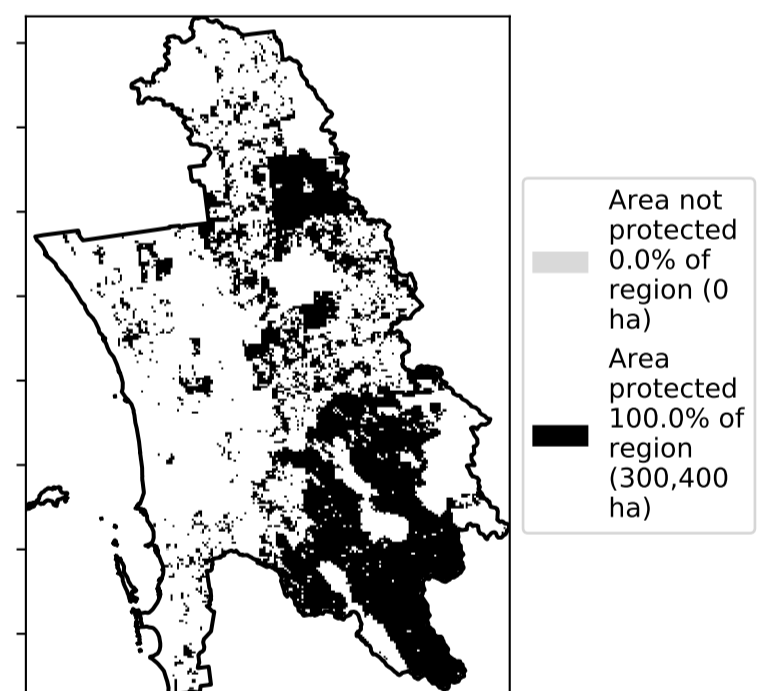 Area not
protected
0.0% of
region (0
ha)
Area
protected
100.0% of
region
(300,400
ha)